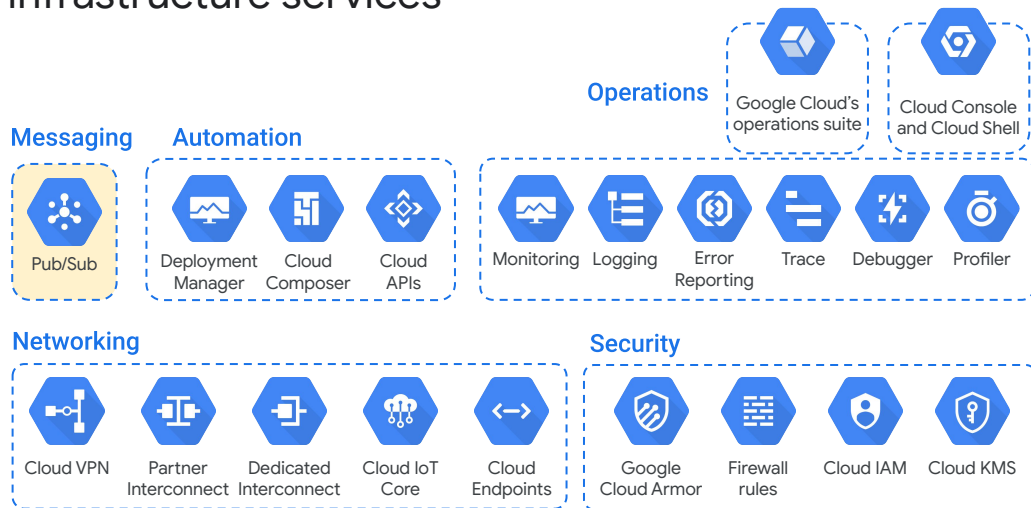 infrastructure services
Operations
Google Cloud's
operations suite
Cloud Console
and Cloud Shell
Messaging
Automation
Pub/Sub
Deployment
Manager
Cloud
Composer
Cloud
APIs
Monitoring
Logging
Error
Reporting
Trace
Debugger
Profiler
Networking
Security
Cloud VPN
Partner
Interconnect
Dedicated
Interconnect
Cloud IoT
Core
Cloud
Endpoints
Google
Cloud Armor
Firewall
rules
Cloud IAM
Cloud KMS